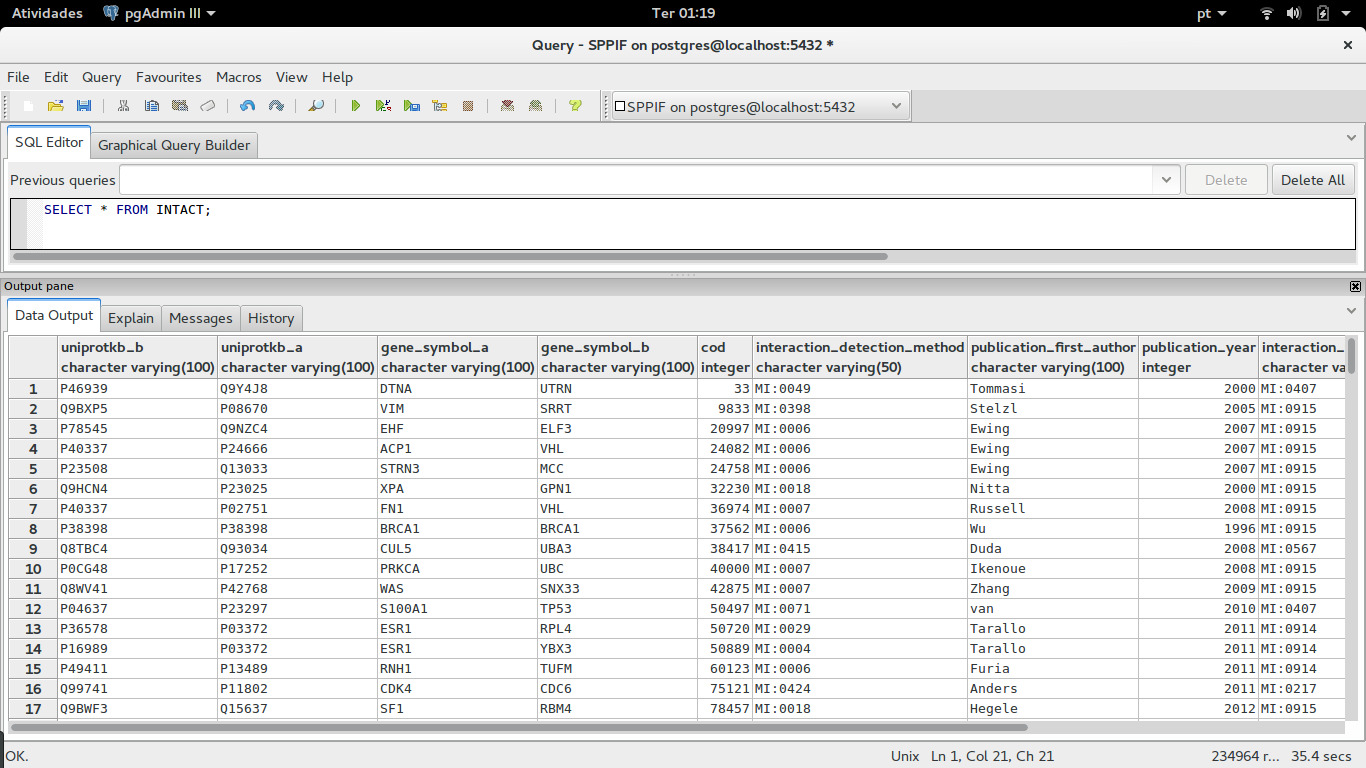 Atividades pgAdmin III Ter 01:19 pt
Query - SPPIF on postgres@localhost:5432 *
File Edit Query Favourites Macros View Help
SPPIF on postgres@localhost:5432
SQL Editor Graphical Query Builder
Previous queries Delete Delete All
SELECT * FROM INTACT;
Output pane
Data Output Explain Messages History
uniprotkb_b uniprotkb_a gene_symbol_a gene_symbol_b cod interaction_detection_method publication_first_author publication_year interaction_
character varying(100) character varying(100) character varying(100) character varying(100) integer character varying(50) character varying(100) integer character va
1 P46939 Q9Y4J8 DTNA UTRN 33 MI:0049 Tommasi 2000 MI:0407
2 Q9BXP5 P08670 VIM SRRT 9833 MI:0398 Stelzl 2005 MI:0915
3 P78545 Q9NZC4 EHF ELF3 20997 MI:0006 Ewing 2007 MI:0915
4 P40337 P24666 ACP1 VHL 24082 MI:0006 Ewing 2007 MI:0915
5 P23508 Q13033 STRN3 MCC 24758 MI:0006 Ewing 2007 MI:0915
6 Q9HCN4 P23025 XPA GPN1 32230 MI:0018 Nitta 2000 MI:0915
7 P40337 P02751 FN1 VHL 36974 MI:0007 Russell 2008 MI:0915
8 P38398 P38398 BRCA1 BRCA1 37562 MI:0006 Wu 1996 MI:0915
9 Q8TBC4 Q93034 CUL5 UBA3 38417 MI:0415 Duda 2008 MI:0567
10 P0CG48 P17252 PRKCA UBC 40000 MI:0007 Ikenoue 2008 MI:0915
11 Q8WV41 P42768 WAS SNX33 42875 MI:0007 Zhang 2009 MI:0915
12 P04637 P23297 S100A1 TP53 50497 MI:0071 van 2010 MI:0407
13 P36578 P03372 ESR1 RPL4 50720 MI:0029 Tarallo 2011 MI:0914
14 P16989 P03372 ESR1 YBX3 50889 MI:0004 Tarallo 2011 MI:0914
15 P49411 P13489 RNH1 TUFM 60123 MI:0006 Furia 2011 MI:0914
16 Q99741 P11802 CDK4 CDC6 75121 MI:0424 Anders 2011 MI:0217
17 Q9BWF3 Q15637 SF1 RBM4 78457 MI:0018 Hegele 2012 MI:0915
OK. Unix Ln 1, Col 21, Ch 21 234964 r... 35.4 secs